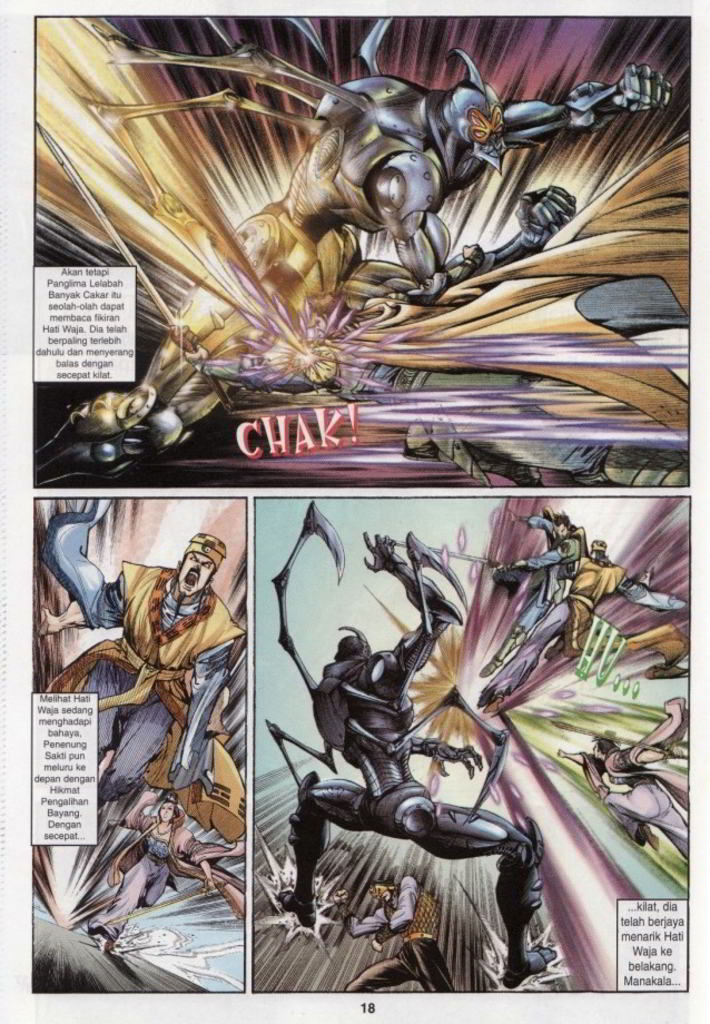 Akan tetapi
Panglima Lelabah
Banyak Cakar itu
seolah-olah dapat
membaca fikiran
Hati Waja. Dia telah
berpaling terlebih
dahulu dan menyerang
balas dengan
secepat kilat.
CHAK!
Melihat Hati
Waja sedang
menghadapi
bahaya,
Penenung
Sakti pun
meluru ke
depan dengan
Hikmat
Pengalihan
Bayang.
Dengan
secepat...
HU...
...kilat, dia
telah berjaya
menarik Hati
Waja ke
belakang.
Manakala...
18